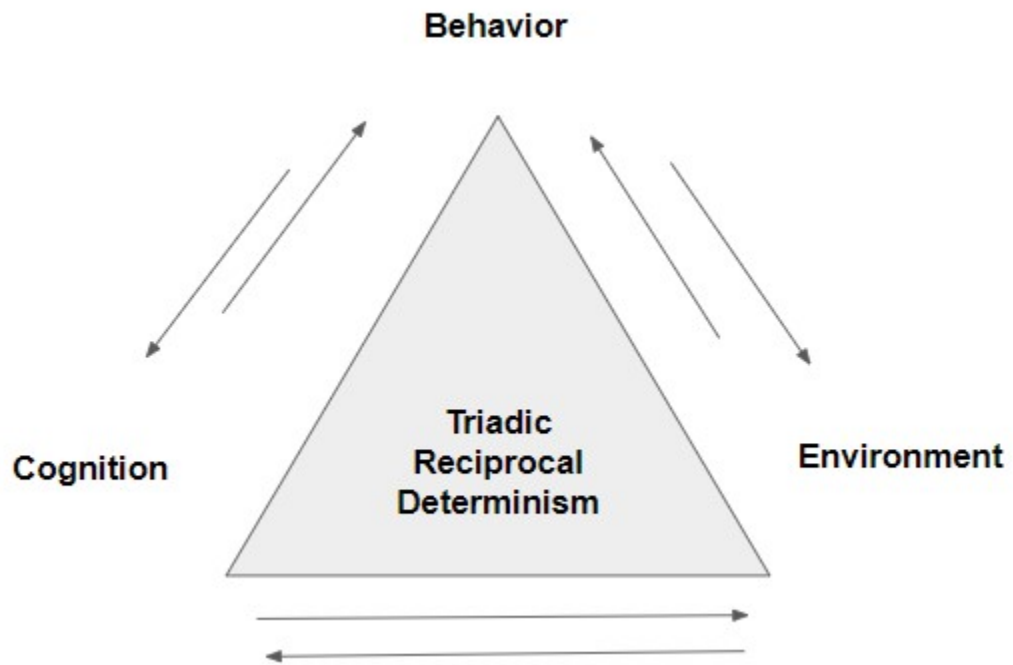 Behavior
Cognition
Environment
Triadic
Reciprocal
Determinism